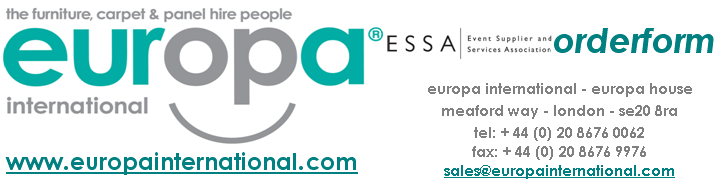 the furniture, carpet & panel hire people
europa®
international
www.europainternational.com
ESSA Event Supplier and Services Association
orderform
europa international - europa house
meaford way - london - se20 8ra
tel: + 44 (0) 20 8676 0062
fax: + 44 (0) 20 8676 9976
sales@europainternational.com